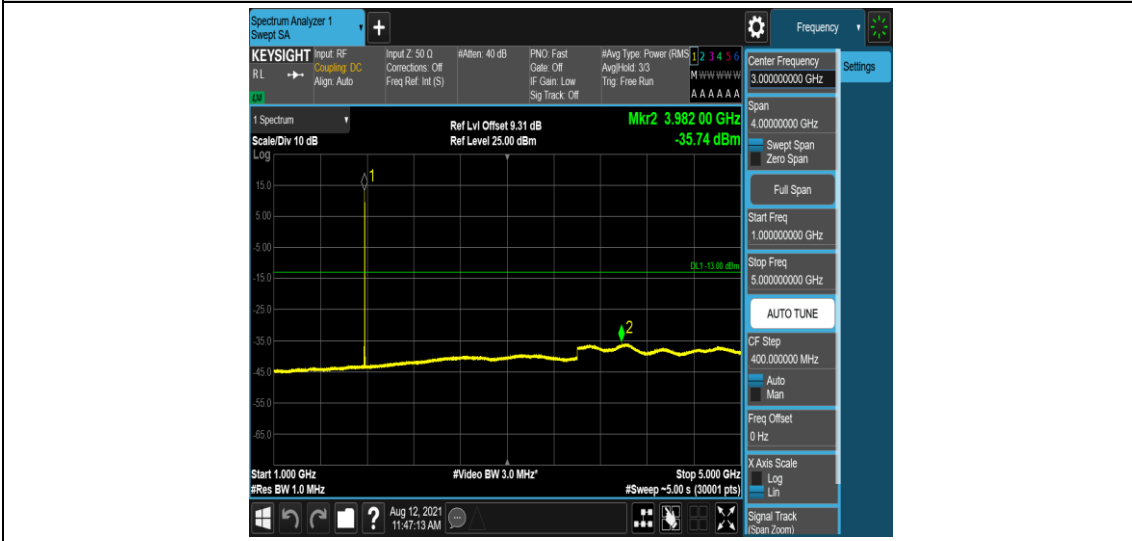 Spectrum Analyzer 1
Swept SA
+
Frequency
KEYSIGHT
RL
Input: RF
Coupling: DC
Align: Auto
Input Z: 50 Ω
Corrections: Off
Freq Ref: Int (S)
#Atten: 40 dB
PNO: Fast
Gate: Off
IF Gain: Low
Sig Track: Off
#Avg Type: Power (RMS
Avg|Hold: 3/3
Trig: Free Run
1 2 3 4 5 6
M W W W W W
A A A A A A
1 Spectrum
Scale/Div 10 dB
Log
Ref Lvl Offset 9.31 dB
Ref Level 25.00 dBm
Mkr2 3.982 00 GHz
-35.74 dBm
1
2
15.0
5.00
-5.00
-15.0
-25.0
-35.0
-45.0
-55.0
-65.0
DL1 -13.00 dBm
Start 1.000 GHz
#Res BW 1.0 MHz
#Video BW 3.0 MHz*
Stop 5.000 GHz
#Sweep ~5.00 s (30001 pts)
?
Aug 12, 2021
11:47:13 AM
Center Frequency
3.000000000 GHz
Settings
Span
4.00000000 GHz
Swept Span
Zero Span
Full Span
Start Freq
1.000000000 GHz
Stop Freq
5.000000000 GHz
AUTO TUNE
CF Step
400.000000 MHz
Auto
Man
Freq Offset
0 Hz
X Axis Scale
Log
Lin
Signal Track
(Span Zoom)